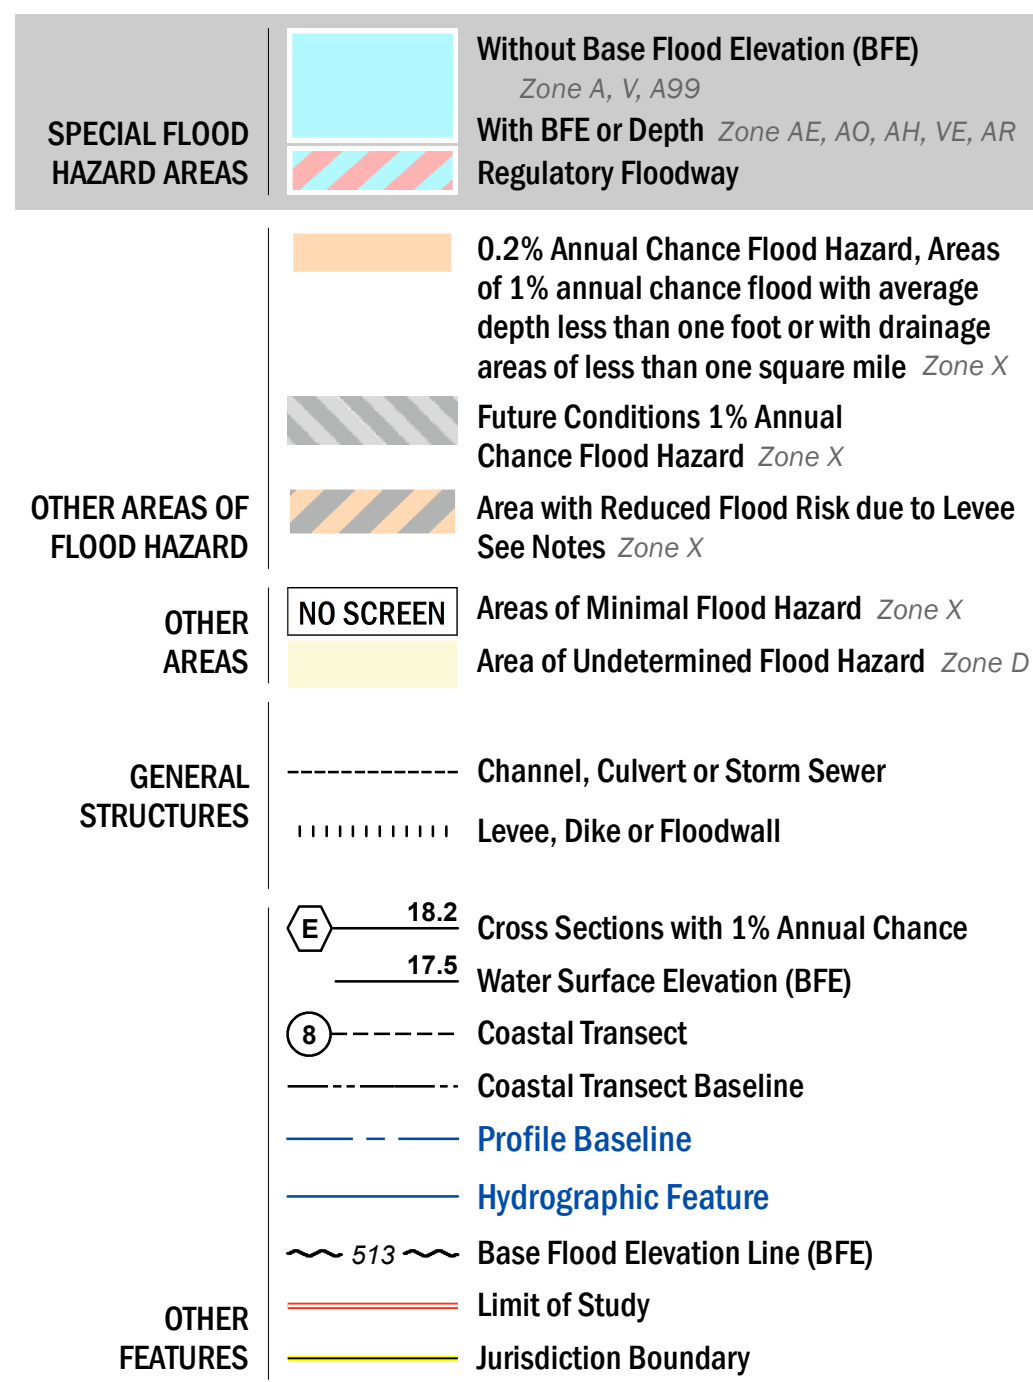 SPECIAL FLOOD
HAZARD AREAS
Without Base Flood Elevation (BFE)
Zone A, V, A99
With BFE or Depth Zone AE, AO, AH, VE, AR
Regulatory Floodway
OTHER AREAS OF
FLOOD HAZARD
0.2% Annual Chance Flood Hazard, Areas
of 1% annual chance flood with average
depth less than one foot or with drainage
areas of less than one square mile Zone X
Future Conditions 1% Annual
Chance Flood Hazard Zone X
Area with Reduced Flood Risk due to Levee
See Notes Zone X
OTHER
AREAS
NO SCREEN Areas of Minimal Flood Hazard Zone X
Area of Undetermined Flood Hazard Zone D
GENERAL
STRUCTURES
Channel, Culvert or Storm Sewer
Levee, Dike or Floodwall
OTHER
FEATURES
E 18.2 Cross Sections with 1% Annual Chance
17.5 Water Surface Elevation (BFE)
8 Coastal Transect
Coastal Transect Baseline
Profile Baseline
Hydrographic Feature
513 Base Flood Elevation Line (BFE)
Limit of Study
Jurisdiction Boundary